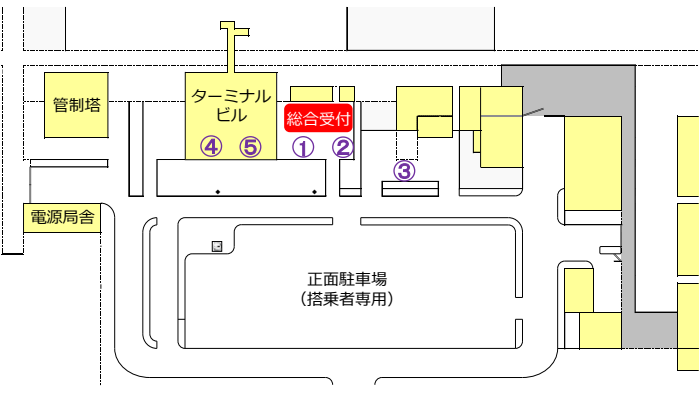 管制塔
ターミナル
ビル
総合受付
④
⑤
①
②
③
電源局舎
正面駐車場
（搭乗者専用）